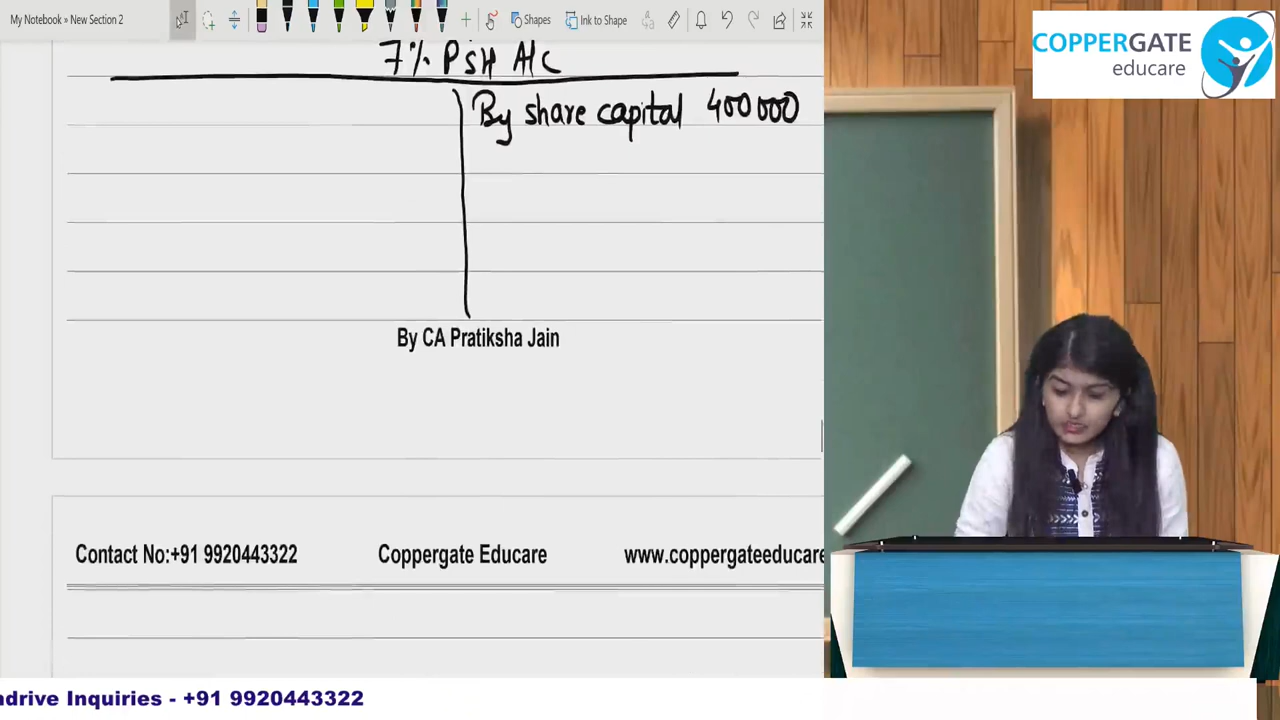 My Notebook » New Section 2
Shapes
Ink to Shape
COPPERGATE
educare
7% PSH A/C
By share capital 400000
By CA Pratiksha Jain
Contact No:+91 9920443322 Coppergate Educare www.coppergateeducare
ndrive Inquiries - +91 9920443322